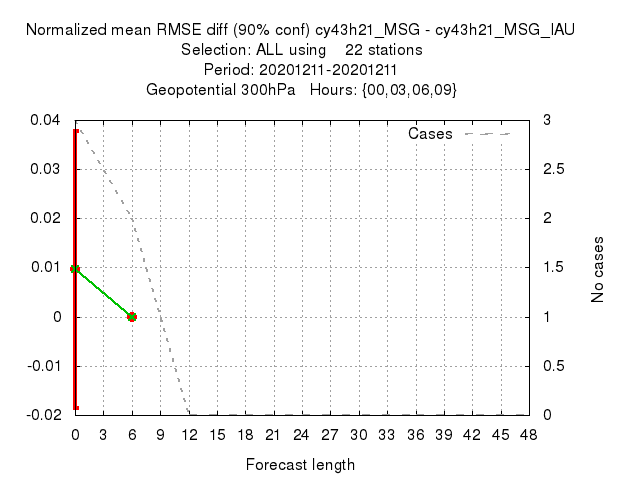 Normalized mean RMSE diff (90% conf) cy43h21_MSG - cy43h21_MSG_IAU
Selection: ALL using    22 stations
Period: 20201211-20201211
Geopotential 300hPa   Hours: {00,03,06,09}
Cases
0.04
0.03
0.02
0.01
0
-0.01
-0.02
3
2.5
2
1.5
1
0.5
0
No cases
0 3 6 9 12 15 18 21 24 27 30 33 36 39 42 45 48
Forecast length